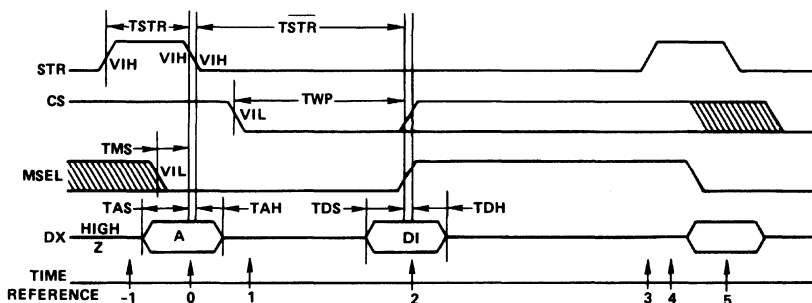 TSTR TSTR
STR VIH VIH VIH
CS TWP
VIL
TMS
VIL
MSEL
TAS TAH TDS TDH
DX HIGH Z A DI
TIME REFERENCE -1 0 1 2 3 4 5